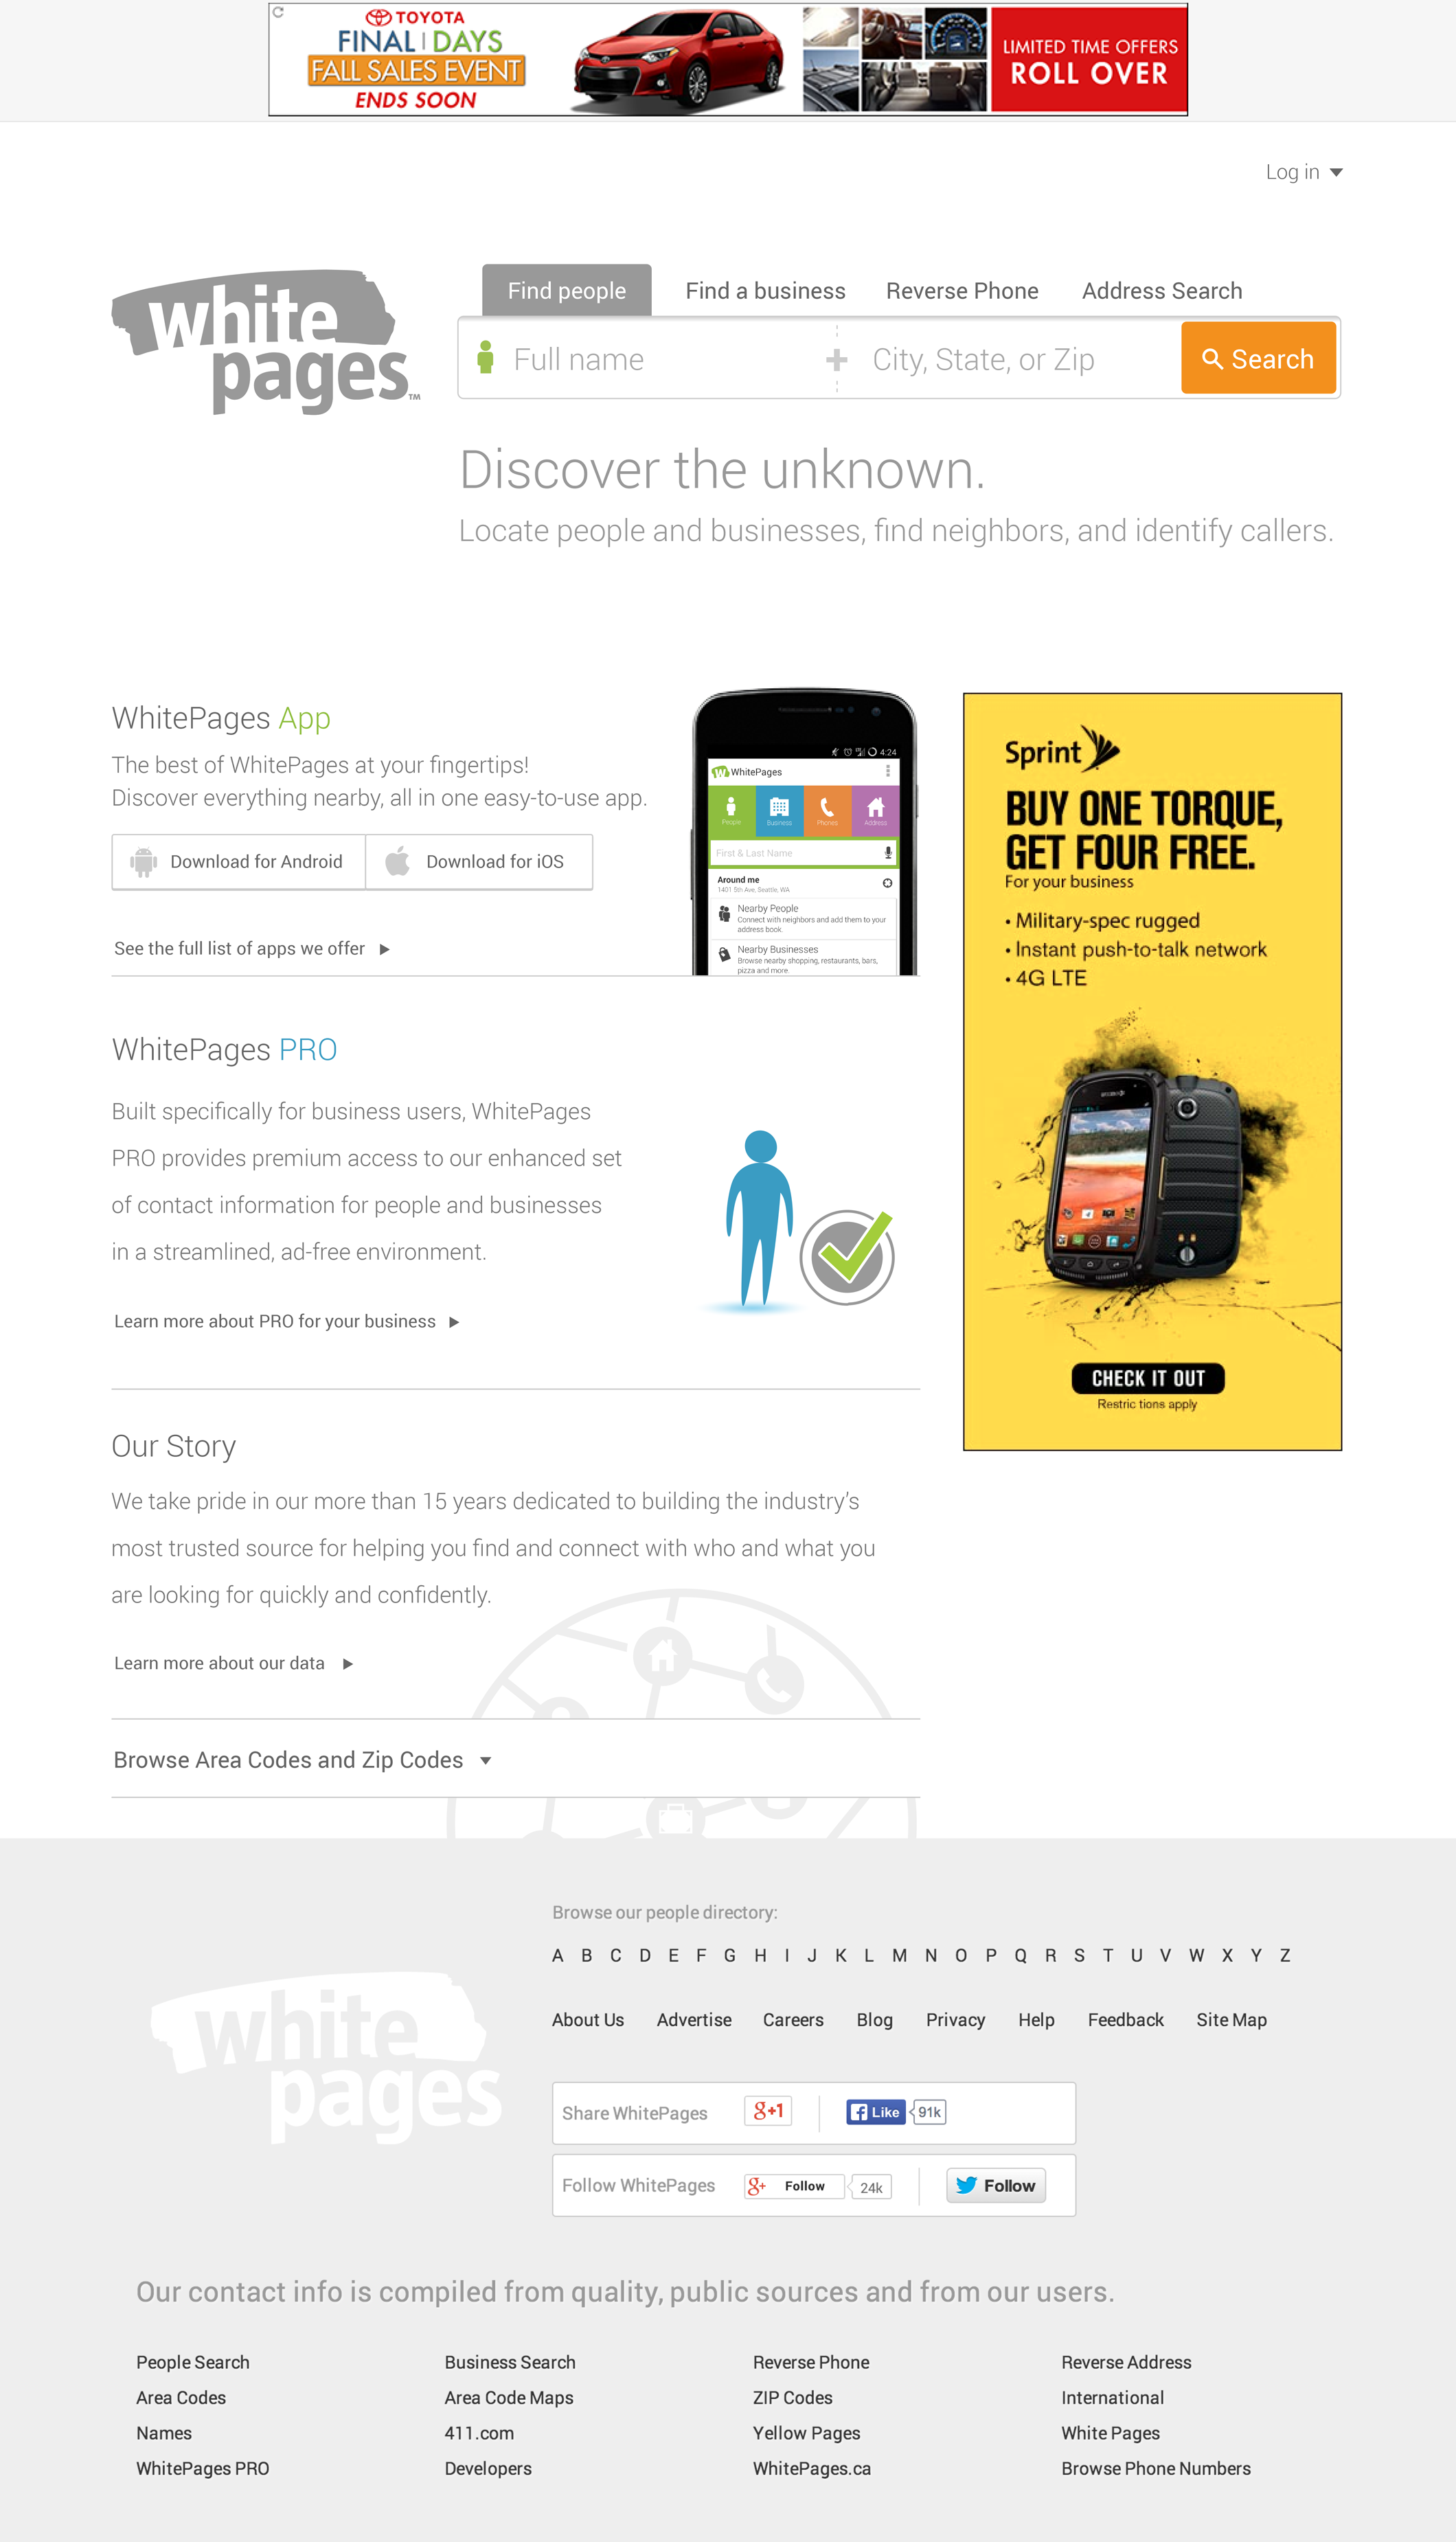 TOYOTA
FINAL DAYS
FALL SALES EVENT
ENDS SOON
LIMITED TIME OFFERS
ROLL OVER
Log in
white
pages™
Find people
Find a business
Reverse Phone
Address Search
Full name
City, State, or Zip
Search
Discover the unknown.
Locate people and businesses, find neighbors, and identify callers.
WhitePages App
The best of WhitePages at your fingertips!
Discover everything nearby, all in one easy-to-use app.
Download for Android
Download for iOS
See the full list of apps we offer
4:24
W WhitePages
People
Business
Phones
Address
First & Last Name
Around me
1401 5th Ave, Seattle, WA
Nearby People
Connect with neighbors and add them to your
address book.
Nearby Businesses
Browse nearby shopping, restaurants, bars,
pizza and more
Sprint
BUY ONE TORQUE,
GET FOUR FREE.
For your business
• Military-spec rugged
• Instant push-to-talk network
• 4G LTE
CHECK IT OUT
Restric tions apply
WhitePages PRO
Built specifically for business users, WhitePages
PRO provides premium access to our enhanced set
of contact information for people and businesses
in a streamlined, ad-free environment.
Learn more about PRO for your business
Our Story
We take pride in our more than 15 years dedicated to building the industry's
most trusted source for helping you find and connect with who and what you
are looking for quickly and confidently.
Learn more about our data
Browse Area Codes and Zip Codes
white
pages
Browse our people directory:
A B C D E F G H I J K L M N O P Q R S T U V W X Y Z
About Us Advertise Careers Blog Privacy Help Feedback Site Map
Share WhitePages
g+1
Like
91k
Follow WhitePages
g+ Follow
24k
Follow
Our contact info is compiled from quality, public sources and from our users.
People Search Business Search Reverse Phone Reverse Address
Area Codes Area Code Maps ZIP Codes International
Names 411.com Yellow Pages White Pages
WhitePages PRO Developers WhitePages.ca Browse Phone Numbers